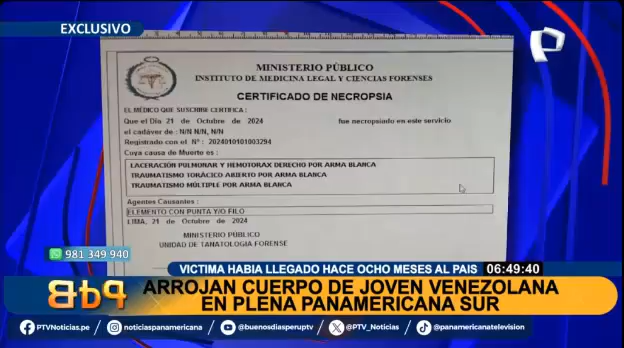 EXCLUSIVO
MINISTERIO PÚBLICO
INSTITUTO DE MEDICINA LEGAL Y CIENCIAS FORENSES
CERTIFICADO DE NECROPSIA
EL MÉDICO QUE SUSCRIBE CERTIFICA :
Que el Día 21 de Octubre de 2024 fue necropsiado en este servicio
el cadáver de : N/N N/N, N/N
Registrado con el N° : 2024010101003294
Cuya causa de Muerte es :
LACERACIÓN PULMONAR Y HEMOTORAX DERECHO POR ARMA BLANCA
TRAUMATISMO TORÁCICO ABIERTO POR ARMA BLANCA
TRAUMATISMO MÚLTIPLE POR ARMA BLANCA
Agentes Causantes :
ELEMENTO CON PUNTA Y/O FILO
LIMA, 21 de Octubre de 2024
MINISTERIO PÚBLICO
UNIDAD DE TANATOLOGIA FORENSE
981 349 940
VICTIMA HABIA LLEGADO HACE OCHO MESES AL PAIS 06:49:40
bdp ARROJAN CUERPO DE JOVEN VENEZOLANA
EN PLENA PANAMERICANA SUR
PTVNoticias.pe noticiaspanamericana @buenosdiasperuptv @PTV_Noticias @panamericanatelevision